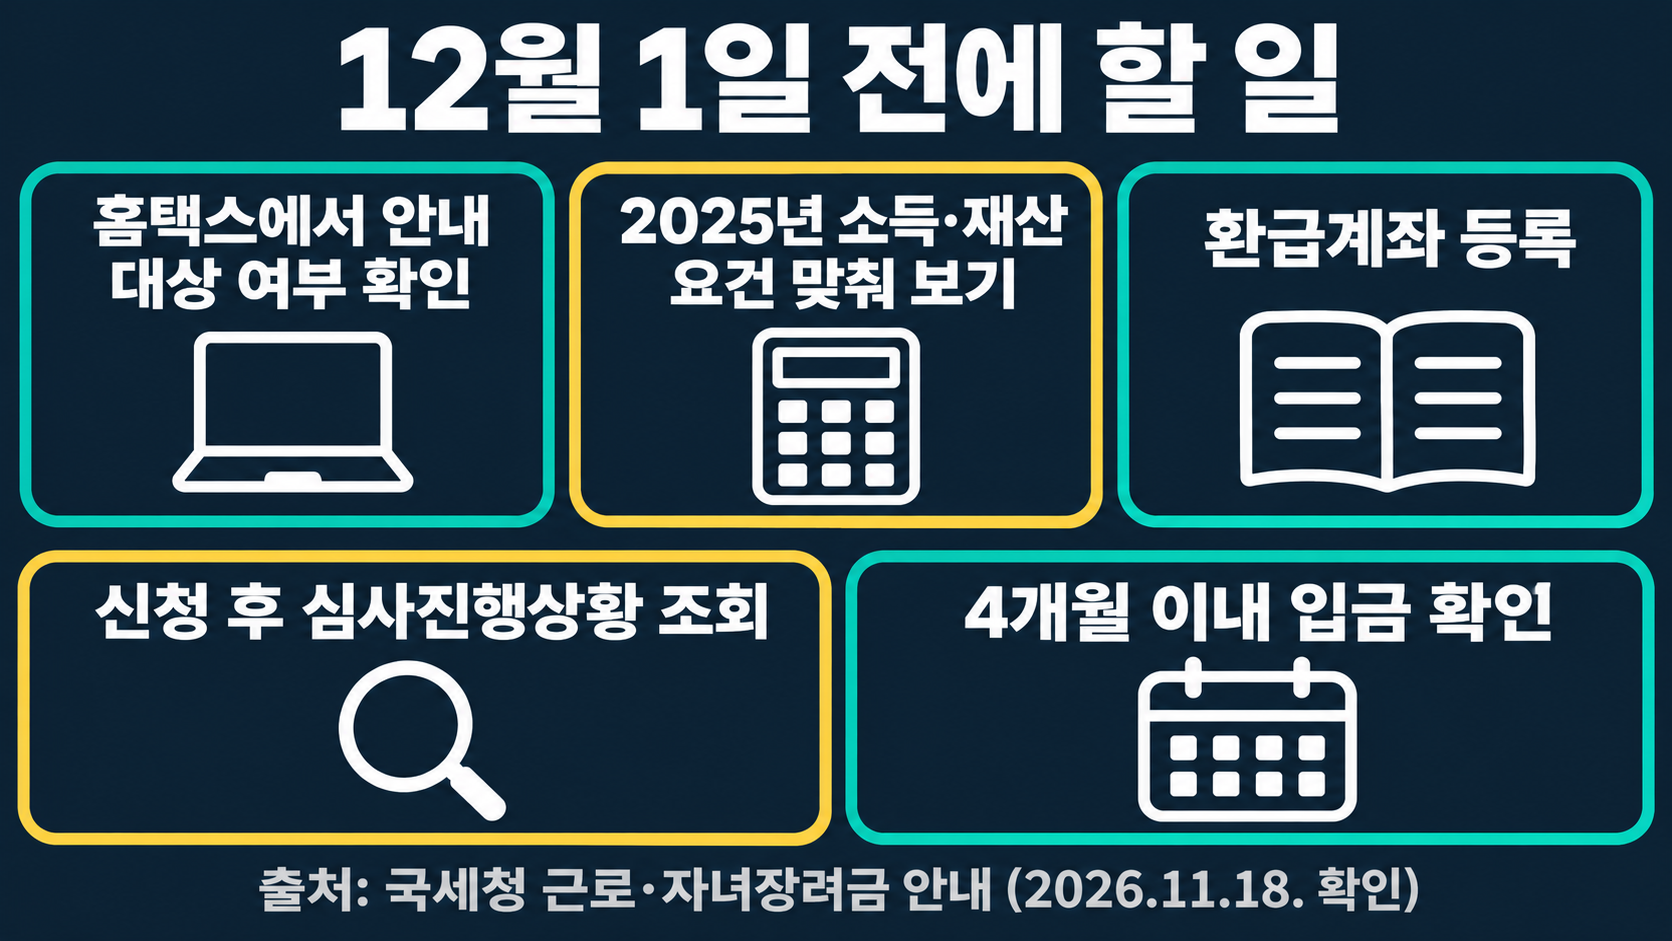 12월 1일 전에 할 일
홈택스에서 안내
대상 여부 확인
2025년 소득·재산
요건 맞춰 보기
환급계좌 등록
신청 후 심사진행상황 조회
4개월 이내 입금 확인
출처: 국세청 근로·자녀장려금 안내 (2026.11.18. 확인)